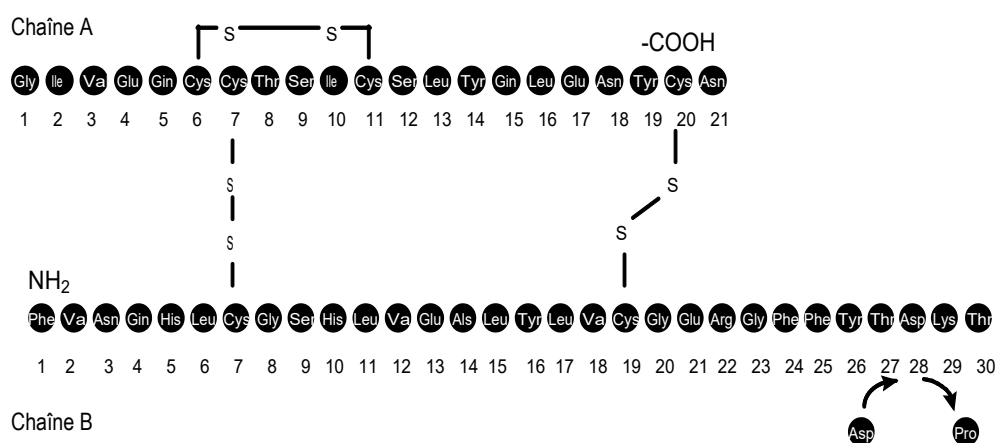 Chaîne A
S S
-COOH
Gly Ile Va Glu Gin Cys Cys Thr Ser Ile Cys Ser Leu Tyr Gin Leu Glu Asn Tyr Cys Asn
1 2 3 4 5 6 7 8 9 10 11 12 13 14 15 16 17 18 19 20 21
S S
S S
NH2
Phe Va Asn Gin His Leu Cys Gly Ser His Leu Va Glu Als Leu Tyr Leu Va Cys Gly Glu Arg Gly Phe Phe Tyr Thr Asp Lys Thr
1 2 3 4 5 6 7 8 9 10 11 12 13 14 15 16 17 18 19 20 21 22 23 24 25 26 27 28 29 30
Chaîne B
Asp Pro